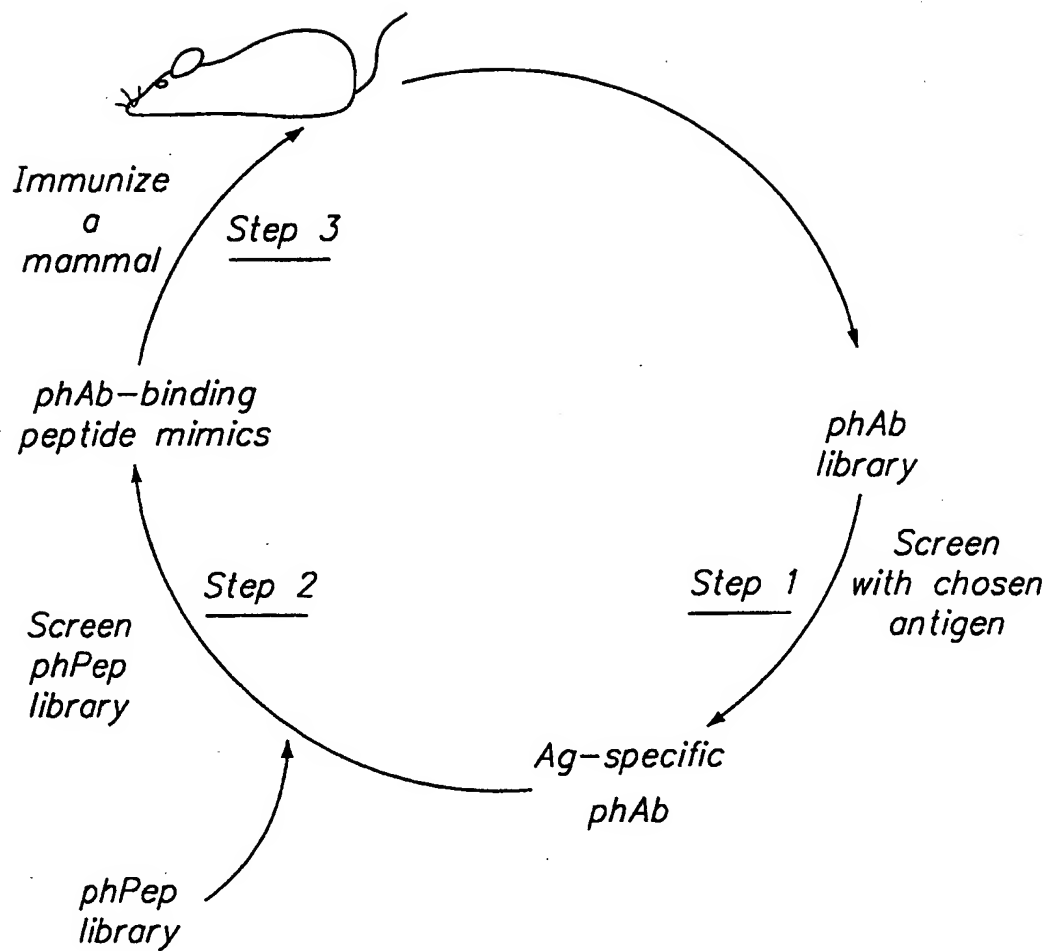 Immunize
a
mammal
Step 3
phAb-binding
peptide mimics
phAb
library
Screen
with chosen
antigen
Step 1
Step 2
Screen
phPep
library
Ag-specific
phAb
phPep
library